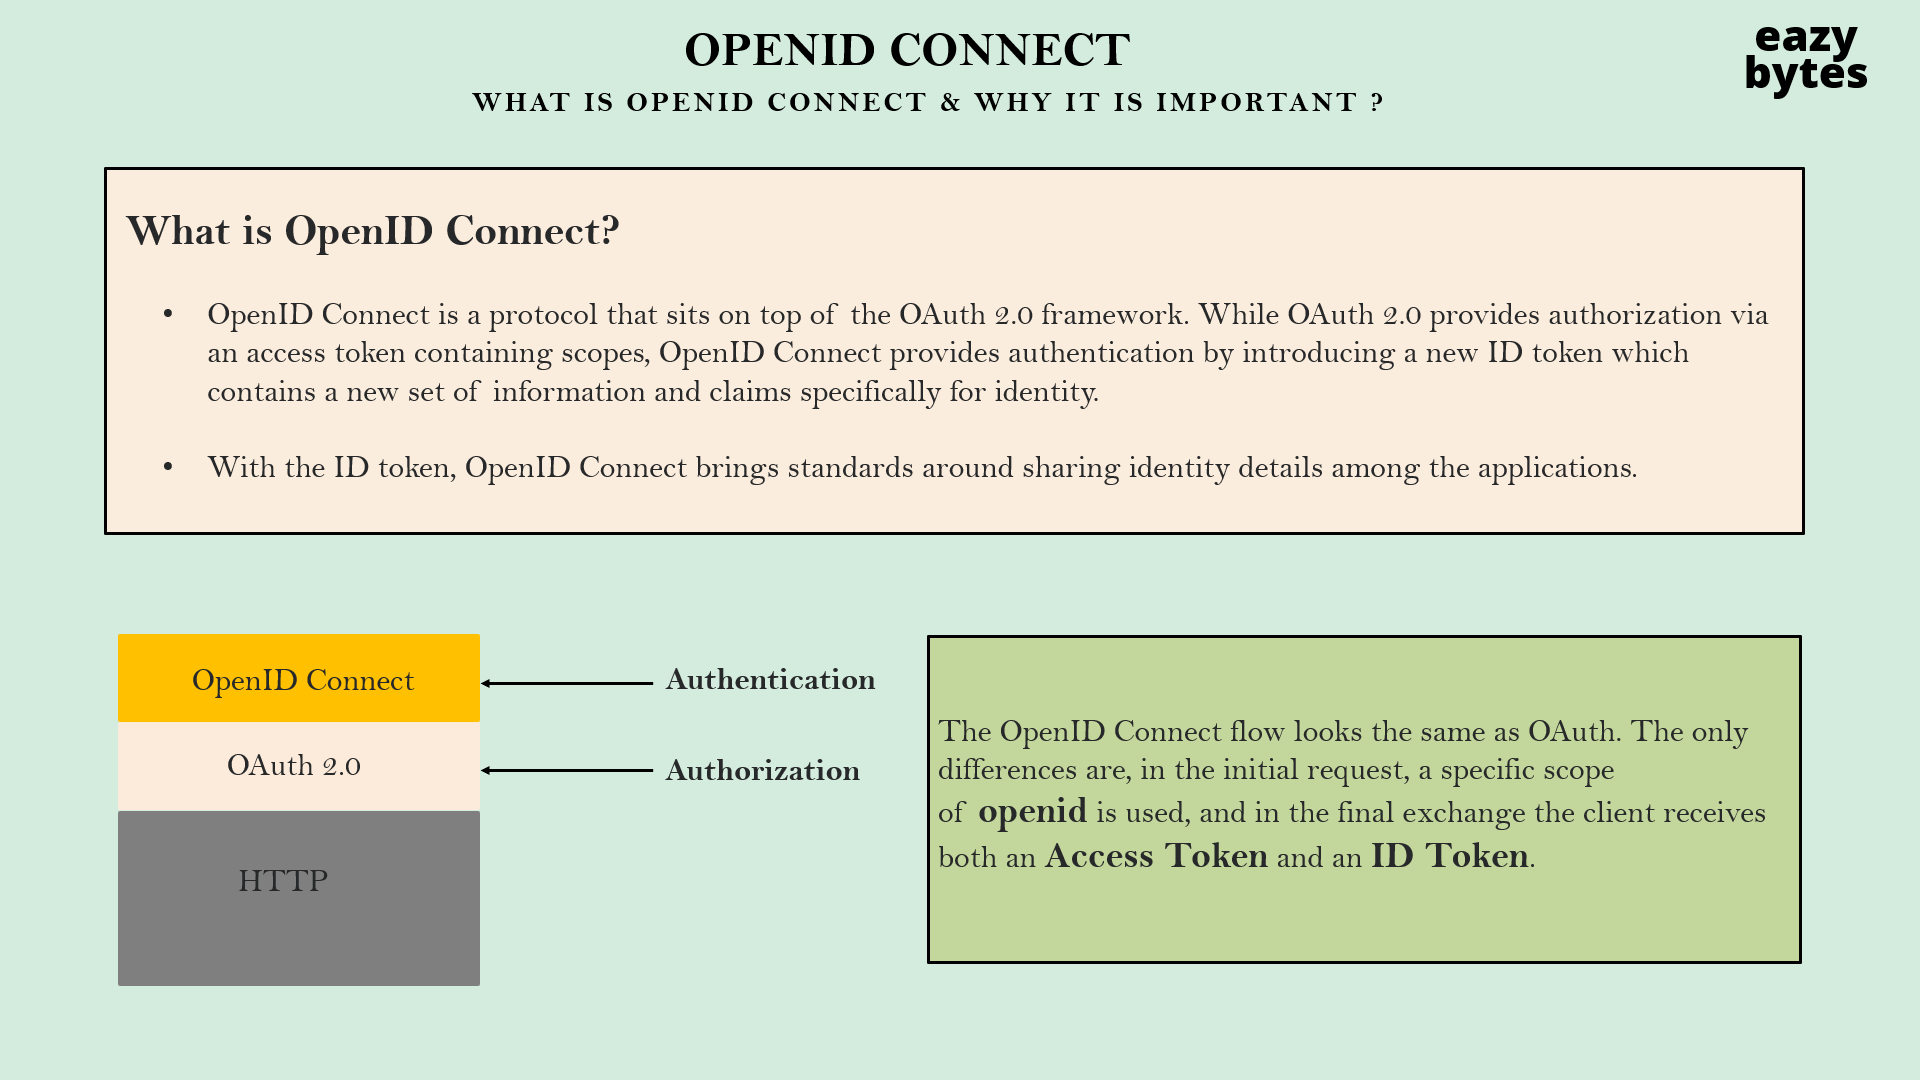 OPENID CONNECT
WHAT IS OPENID CONNECT & WHY IT IS IMPORTANT ?
eazy
bytes
What is OpenID Connect?
• OpenID Connect is a protocol that sits on top of the OAuth 2.0 framework. While OAuth 2.0 provides authorization via
an access token containing scopes, OpenID Connect provides authentication by introducing a new ID token which
contains a new set of information and claims specifically for identity.
• With the ID token, OpenID Connect brings standards around sharing identity details among the applications.
OpenID Connect
Authentication
OAuth 2.0
Authorization
HTTP
The OpenID Connect flow looks the same as OAuth. The only
differences are, in the initial request, a specific scope
of openid is used, and in the final exchange the client receives
both an Access Token and an ID Token.